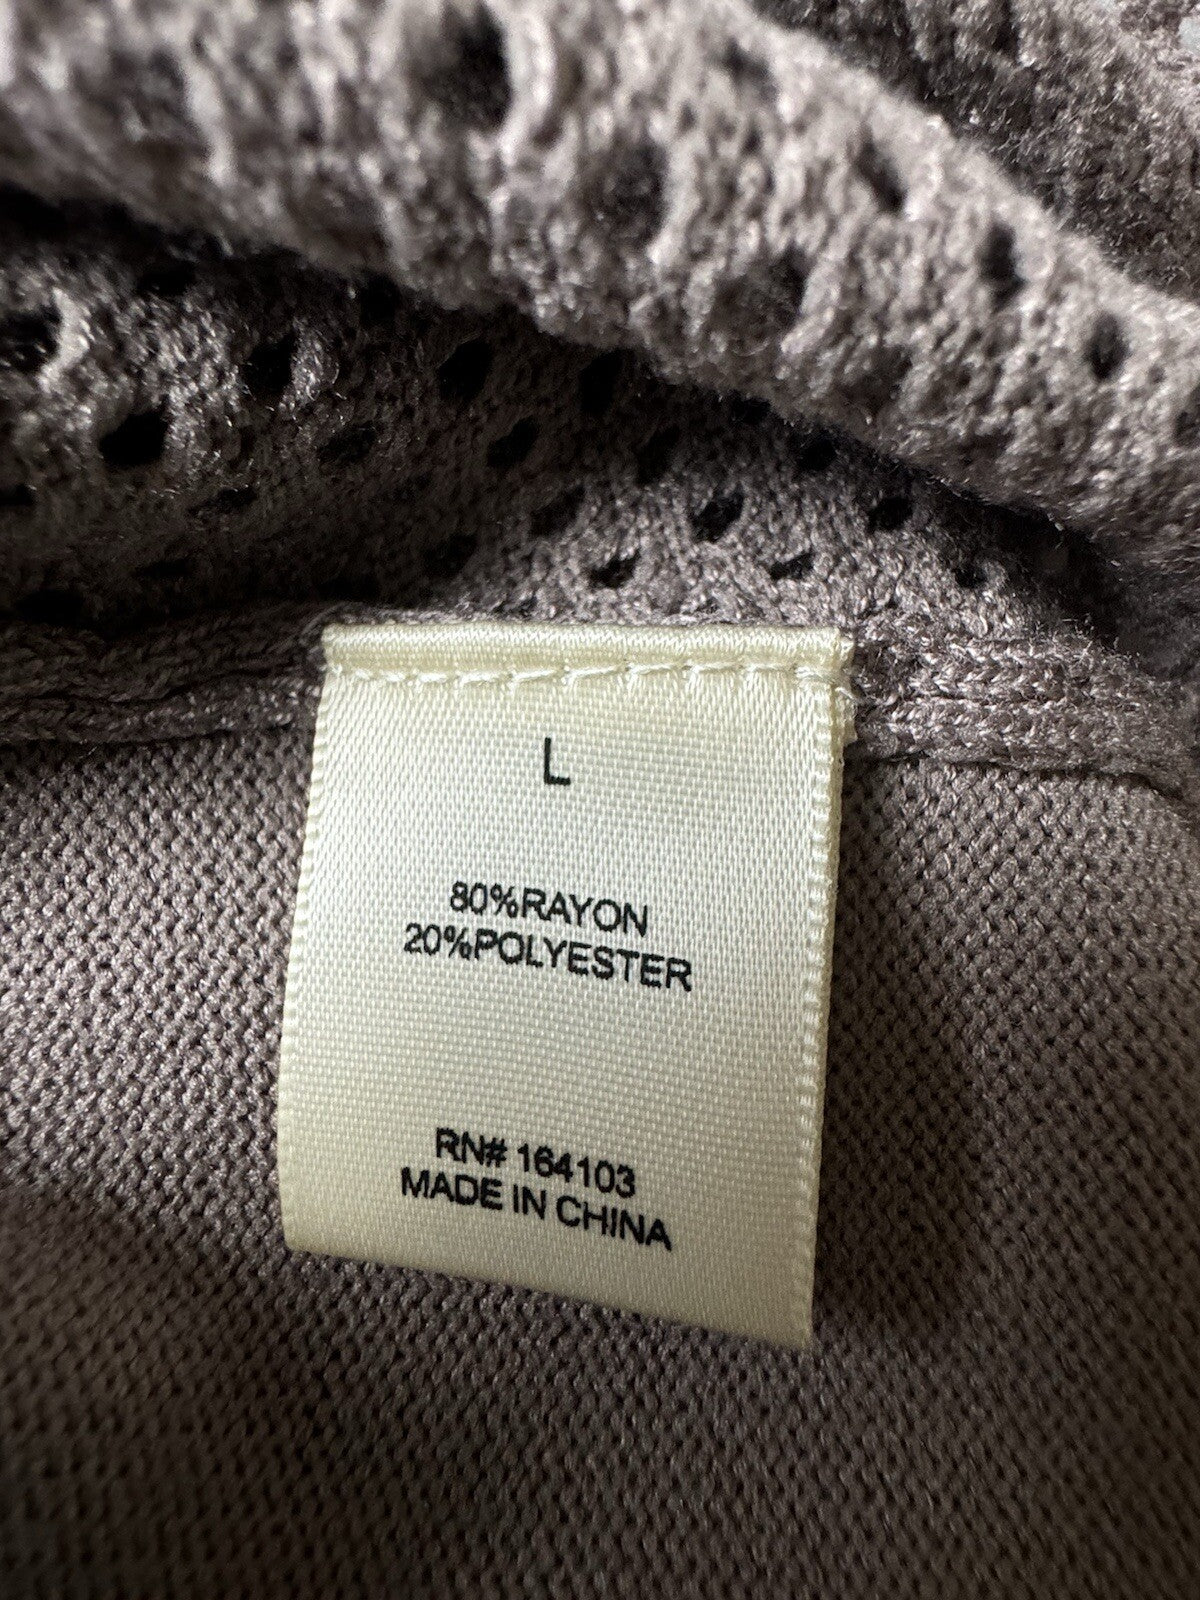 L
80%RAYON
20%POLYESTER
RN# 164103
MADE IN CHINA